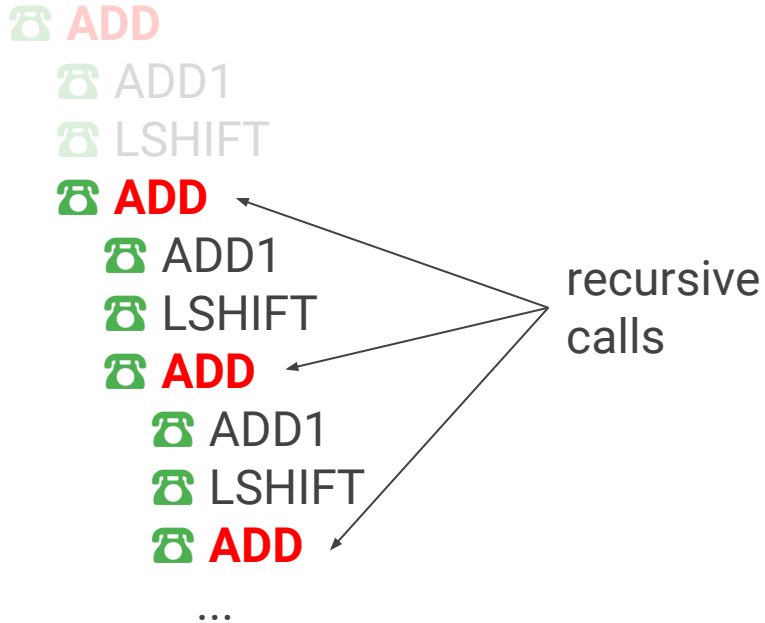 ADD
ADD1
LSHIFT
ADD
ADD1
LSHIFT
ADD
ADD1
LSHIFT
ADD
...
recursive
calls